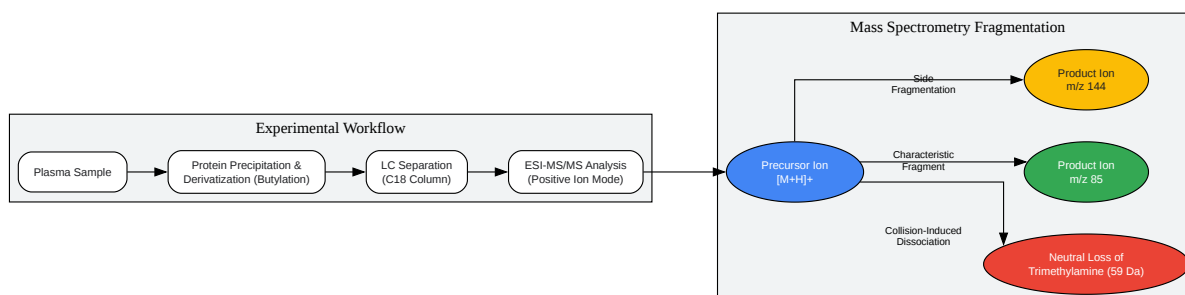 Mass Spectrometry Fragmentation
Side
Fragmentation
Product Ion
m/z 144
Experimental Workflow
Plasma Sample
Protein Precipitation &
Derivatization (Butylation)
LC Separation
(C18 Column)
ESI-MS/MS Analysis
(Positive Ion Mode)
Precursor Ion
[M+H]+
Characteristic
Fragment
Product Ion
m/z 85
Collision-Induced
Dissociation
Neutral Loss of
Trimethylamine (59 Da)